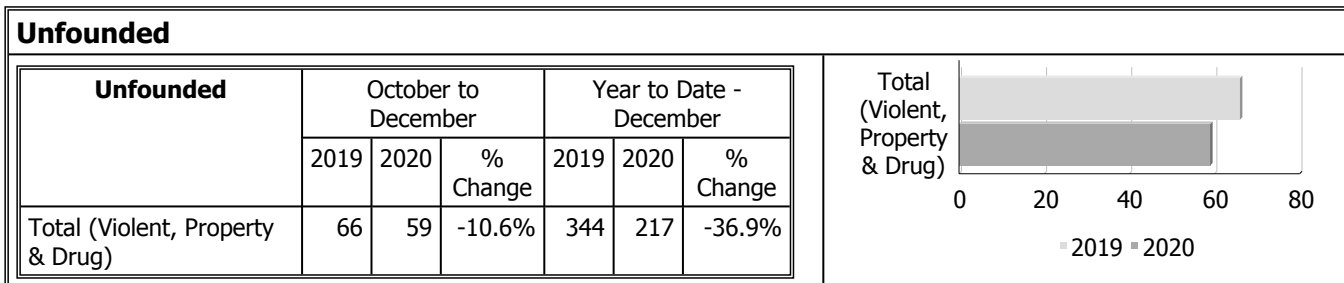 Unfounded
Unfounded
October to
December
Year to Date -
December
2019 2020 %
Change
2019 2020 %
Change
Total (Violent, Property
& Drug)
66 59 -10.6% 344 217 -36.9%
Total
(Violent,
Property
& Drug)
0 20 40 60 80
2019 2020